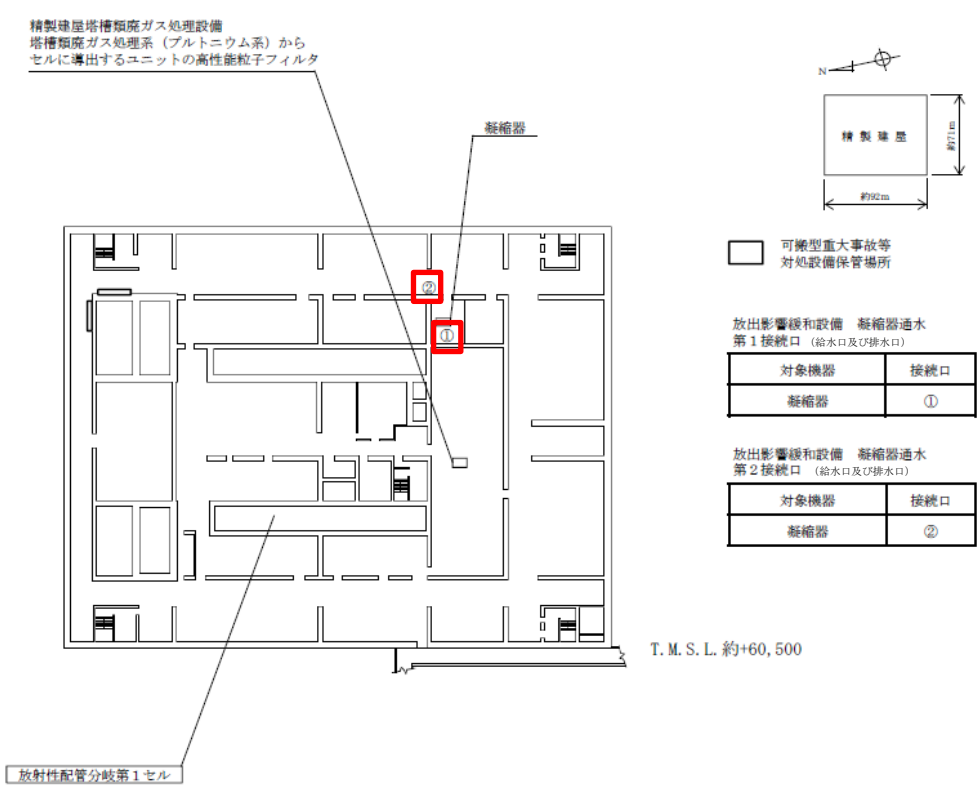 精製建屋塔槽類廃ガス処理設備
塔槽類廃ガス処理系（プルトニウム系）から
セルに導出するユニットの高性能粒子フィルタ
凝縮器
N
精製建屋
約71m
約92m
可搬型重大事故等
対処設備保管場所
②
①
放出影響緩和設備　凝縮器通水
第1接続口（給水口及び排水口）
対象機器　接続口
凝縮器　①
放出影響緩和設備　凝縮器通水
第2接続口（給水口及び排水口）
対象機器　接続口
凝縮器　②
T.M.S.L.約+60,500
放射性配管分岐第1セル